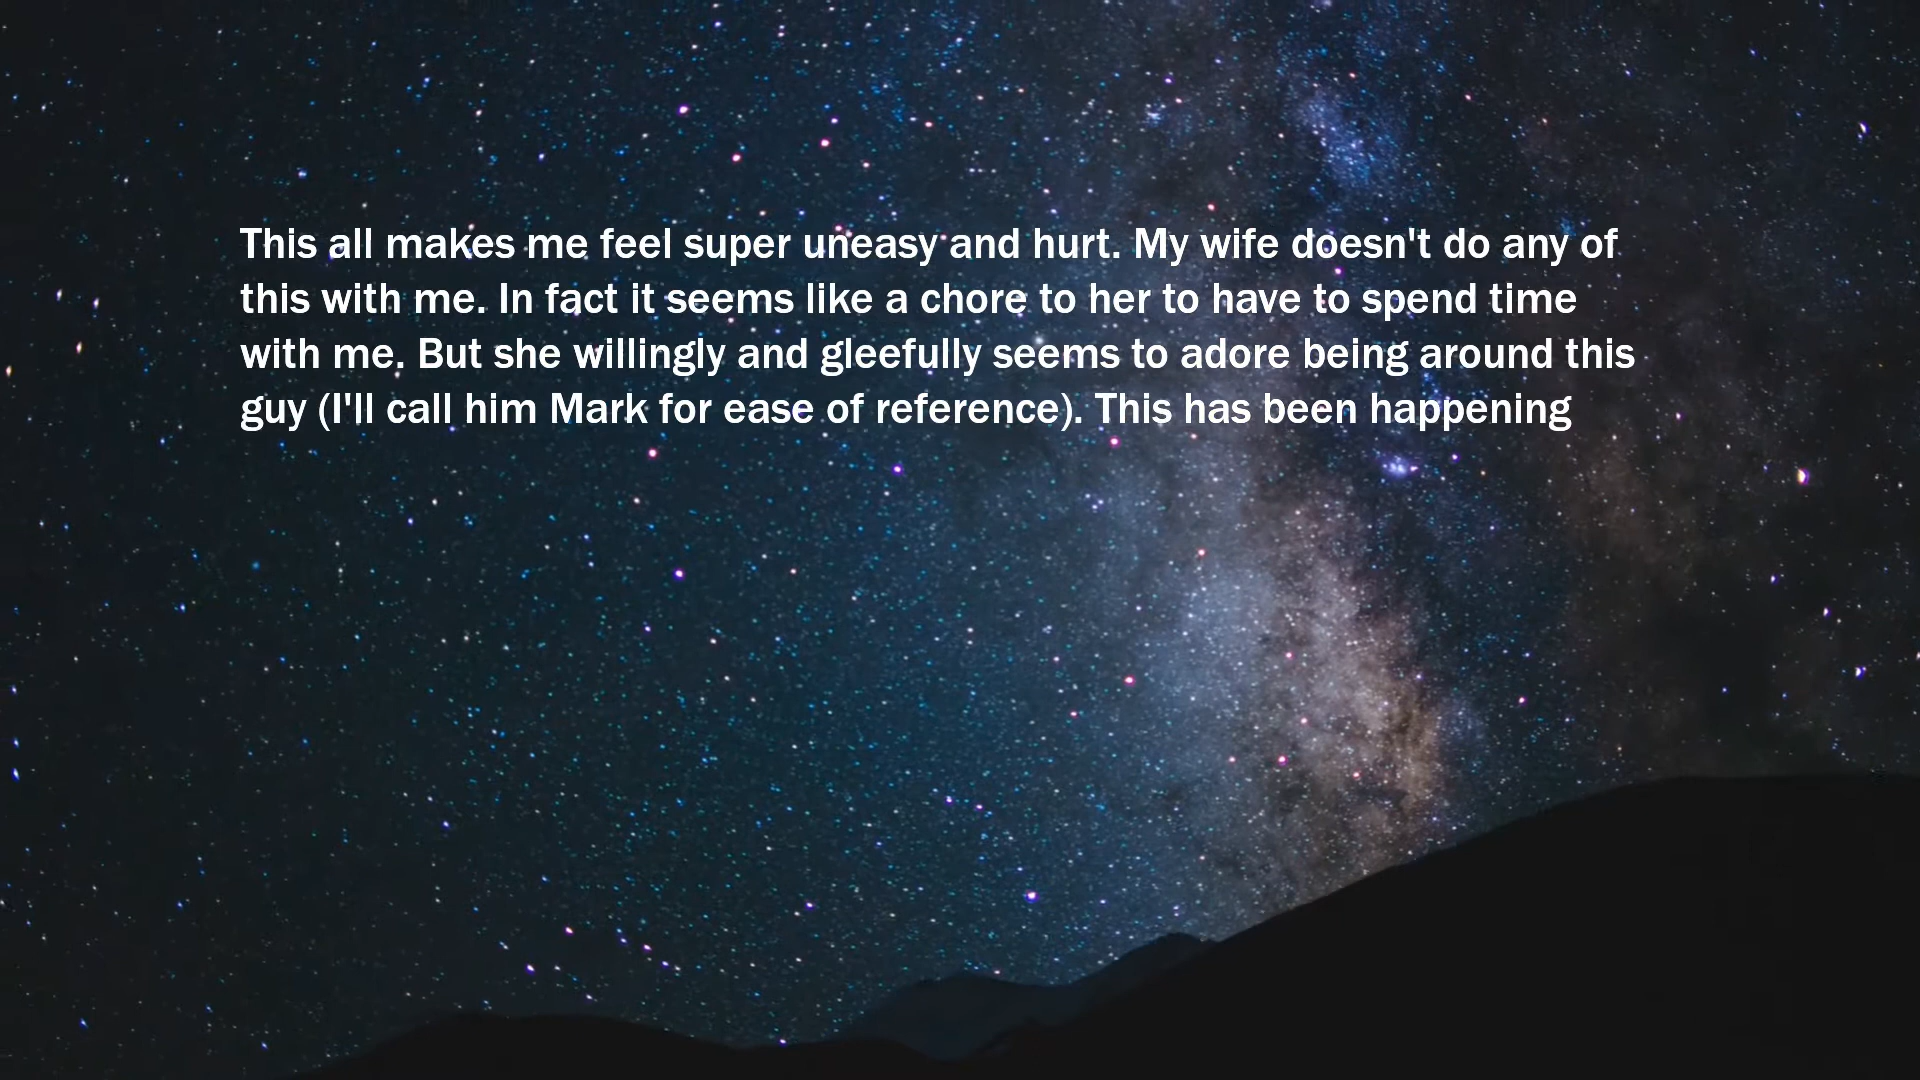 This all makes me feel super uneasy and hurt. My wife doesn't do any of
this with me. In fact it seems like a chore to her to have to spend time
with me. But she willingly and gleefully seems to adore being around this
guy (I'll call him Mark for ease of reference). This has been happening